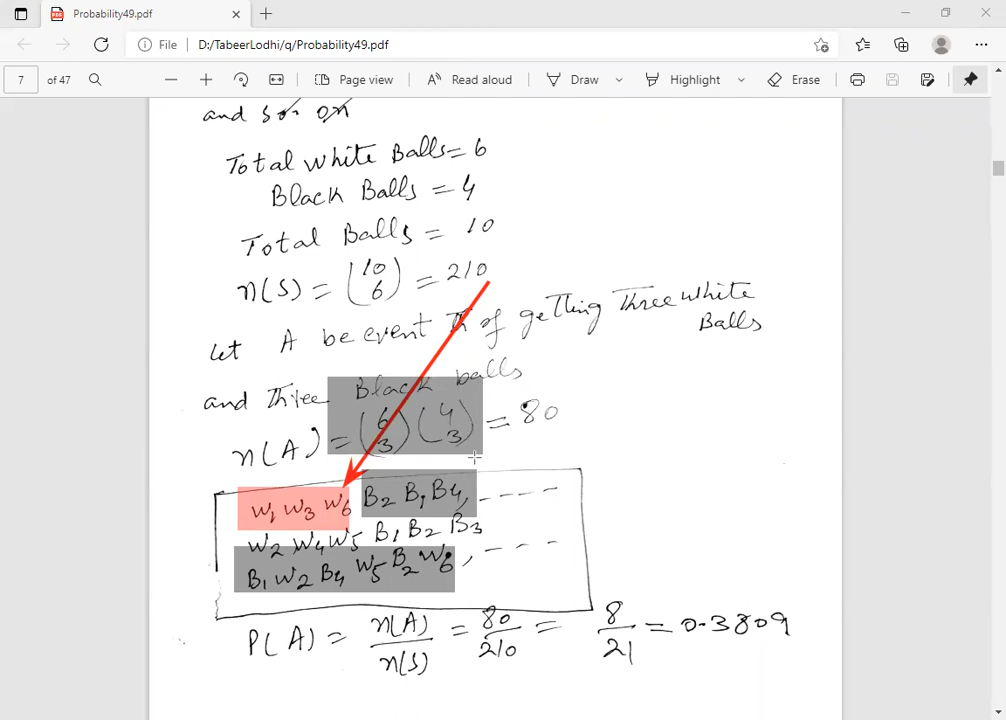 Probability49.pdf
File D:/TabeerLodhi/q/Probability49.pdf
7 of 47 Page view Read aloud Draw Highlight Erase
and so on
Total white Balls = 6
Black Balls = 4
Total Balls = 10
n(S) = (10 6) = 210
Let A be event of getting Three white
Balls
and Three Black balls
n(A) = (6 3) (4 3) = 80
W1 W3 W6 B2 B1 B4, ----
W2 W4 W5 B1 B2 B3
B1 W2 B4 W5 B2 W6, ---
P(A) = n(A)/n(S) = 80/210 = 8/21 = 0.3809